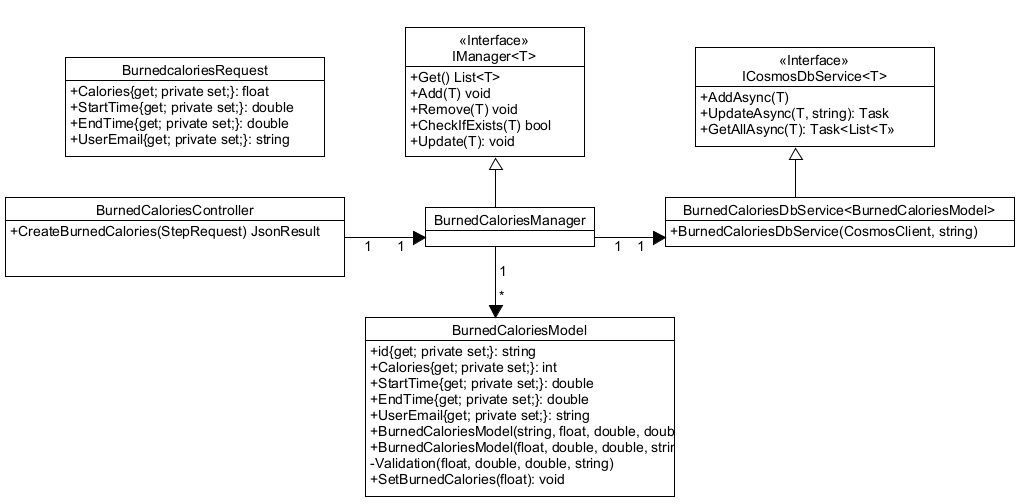 BurnedcaloriesRequest
+Calories{get; private set;}: float
+StartTime{get; private set;}: double
+EndTime{get; private set;}: double
+UserEmail{get; private set;}: string
«Interface»
IManager<T>
+Get() List<T>
+Add(T) void
+Remove(T) void
+CheckIfExists(T) bool
+Update(T): void
«Interface»
ICosmosDbService<T>
+AddAsync(T)
+UpdateAsync(T, string): Task
+GetAllAsync(T): Task<List<T»
BurnedCaloriesController
+CreateBurnedCalories(StepRequest) JsonResult
1 1
BurnedCaloriesManager
1 1
BurnedCaloriesDbService<BurnedCaloriesModel>
+BurnedCaloriesDbService(CosmosClient, string)
1
*
BurnedCaloriesModel
+id{get; private set;}: string
+Calories{get; private set;}: int
+StartTime{get; private set;}: double
+EndTime{get; private set;}: double
+UserEmail{get; private set;}: string
+BurnedCaloriesModel(string, float, double, doub
+BurnedCaloriesModel(float, double, double, strin
-Validation(float, double, double, string)
+SetBurnedCalories(float): void